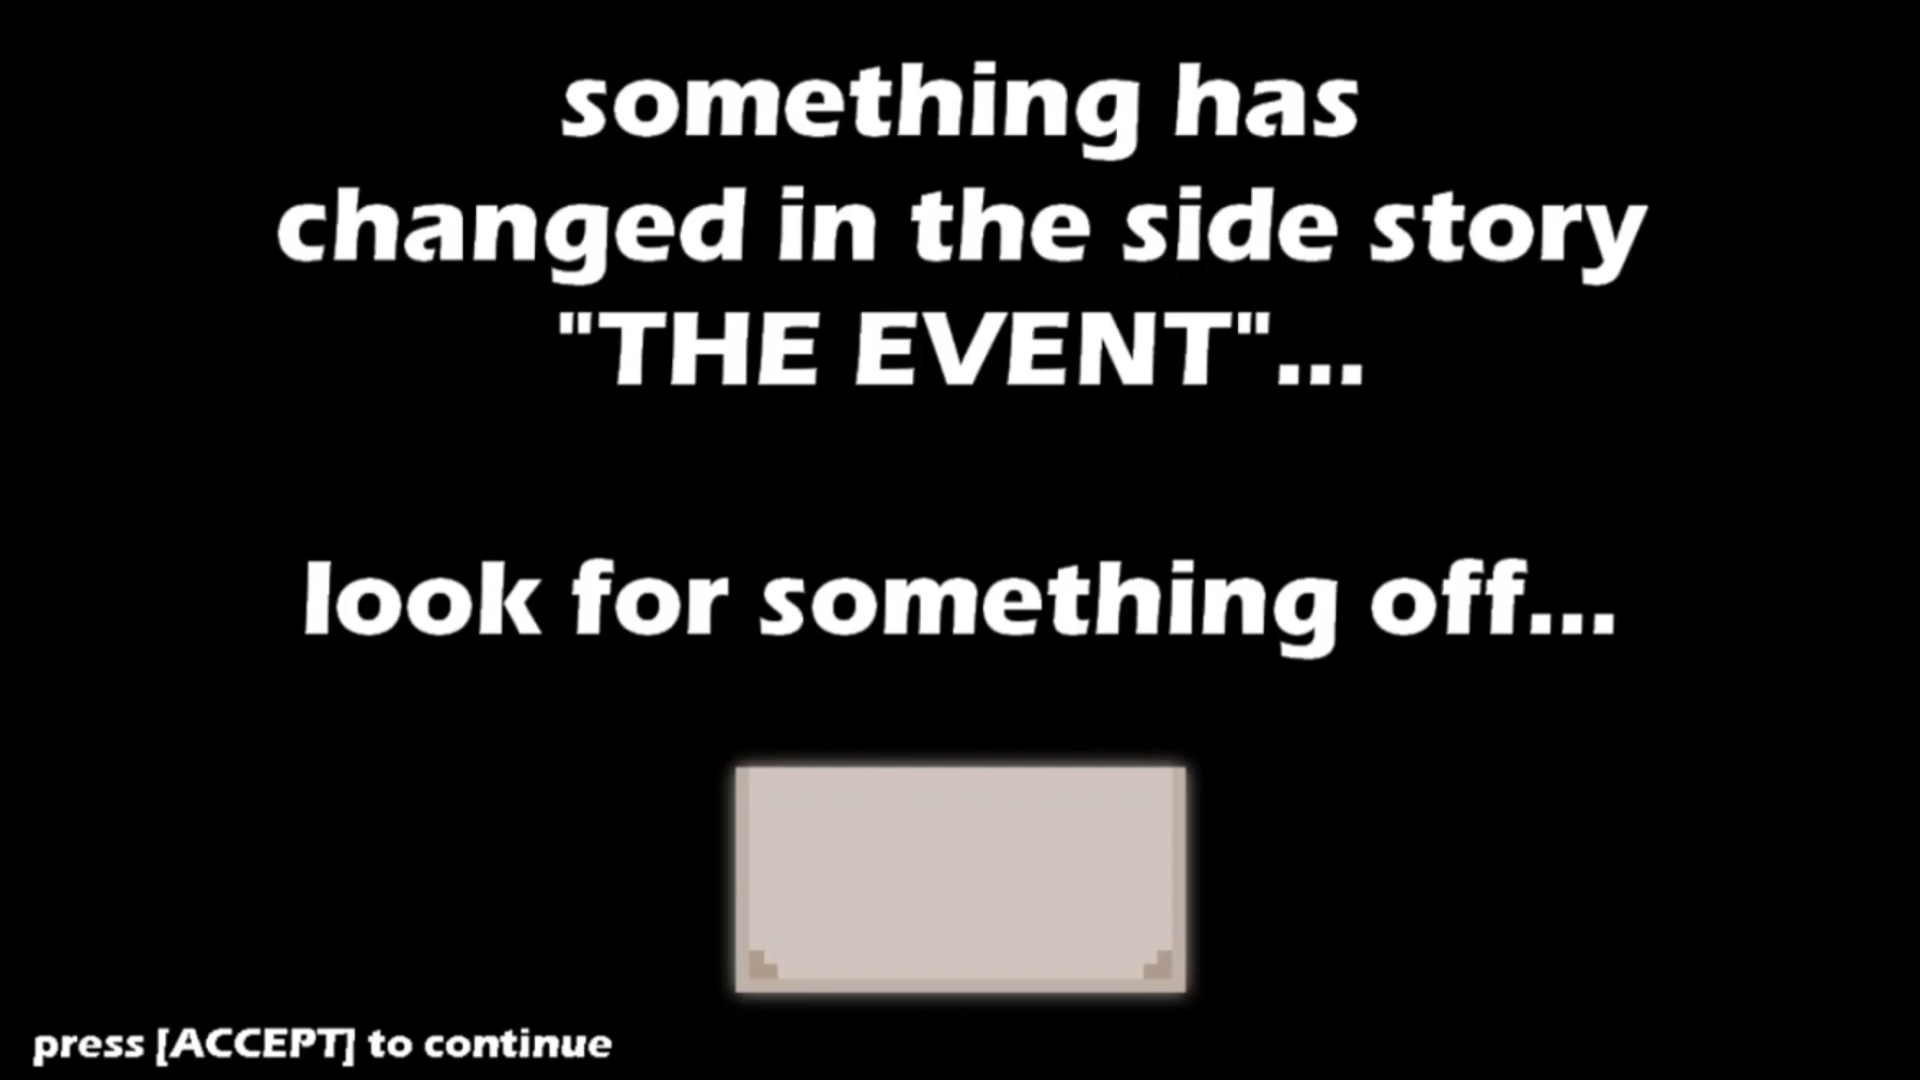 something has
changed in the side story
"THE EVENT"...
look for something off...
press [ACCEPT] to continue